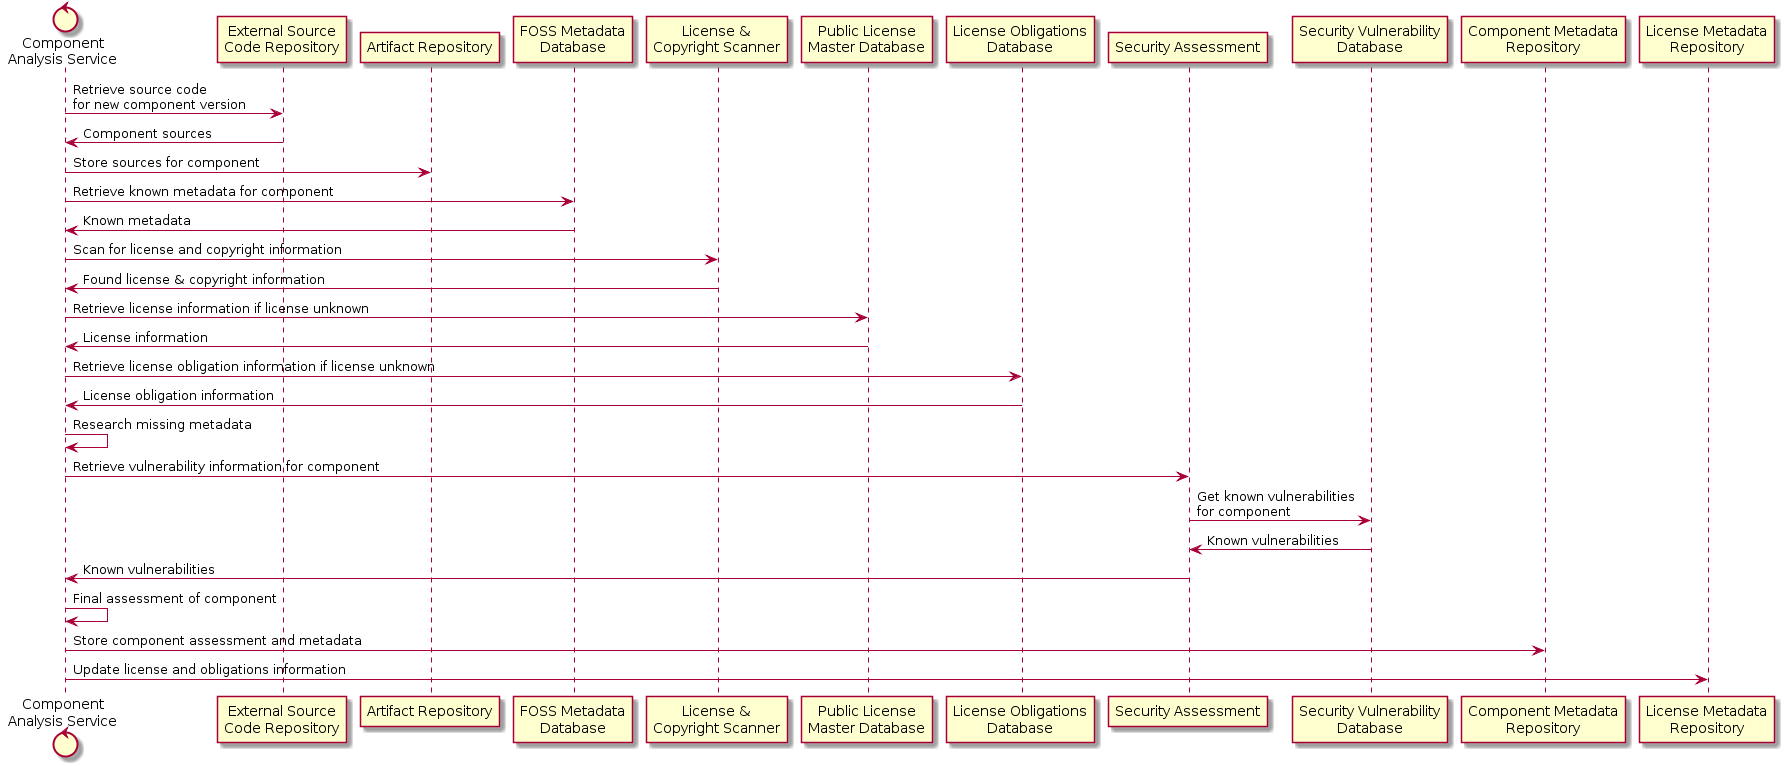 Component
Analysis Service
External Source
Code Repository
Artifact Repository
FOSS Metadata
Database
License &
Copyright Scanner
Public License
Master Database
License Obligations
Database
Security Assessment
Security Vulnerability
Database
Component Metadata
Repository
License Metadata
Repository
Retrieve source code
for new component version
Component sources
Store sources for component
Retrieve known metadata for component
Known metadata
Scan for license and copyright information
Found license & copyright information
Retrieve license information if license unknown
License information
Retrieve license obligation information if license unknown
License obligation information
Research missing metadata
Retrieve vulnerability information for component
Get known vulnerabilities
for component
Known vulnerabilities
Known vulnerabilities
Final assessment of component
Store component assessment and metadata
Update license and obligations information
Component
Analysis Service
External Source
Code Repository
Artifact Repository
FOSS Metadata
Database
License &
Copyright Scanner
Public License
Master Database
License Obligations
Database
Security Assessment
Security Vulnerability
Database
Component Metadata
Repository
License Metadata
Repository